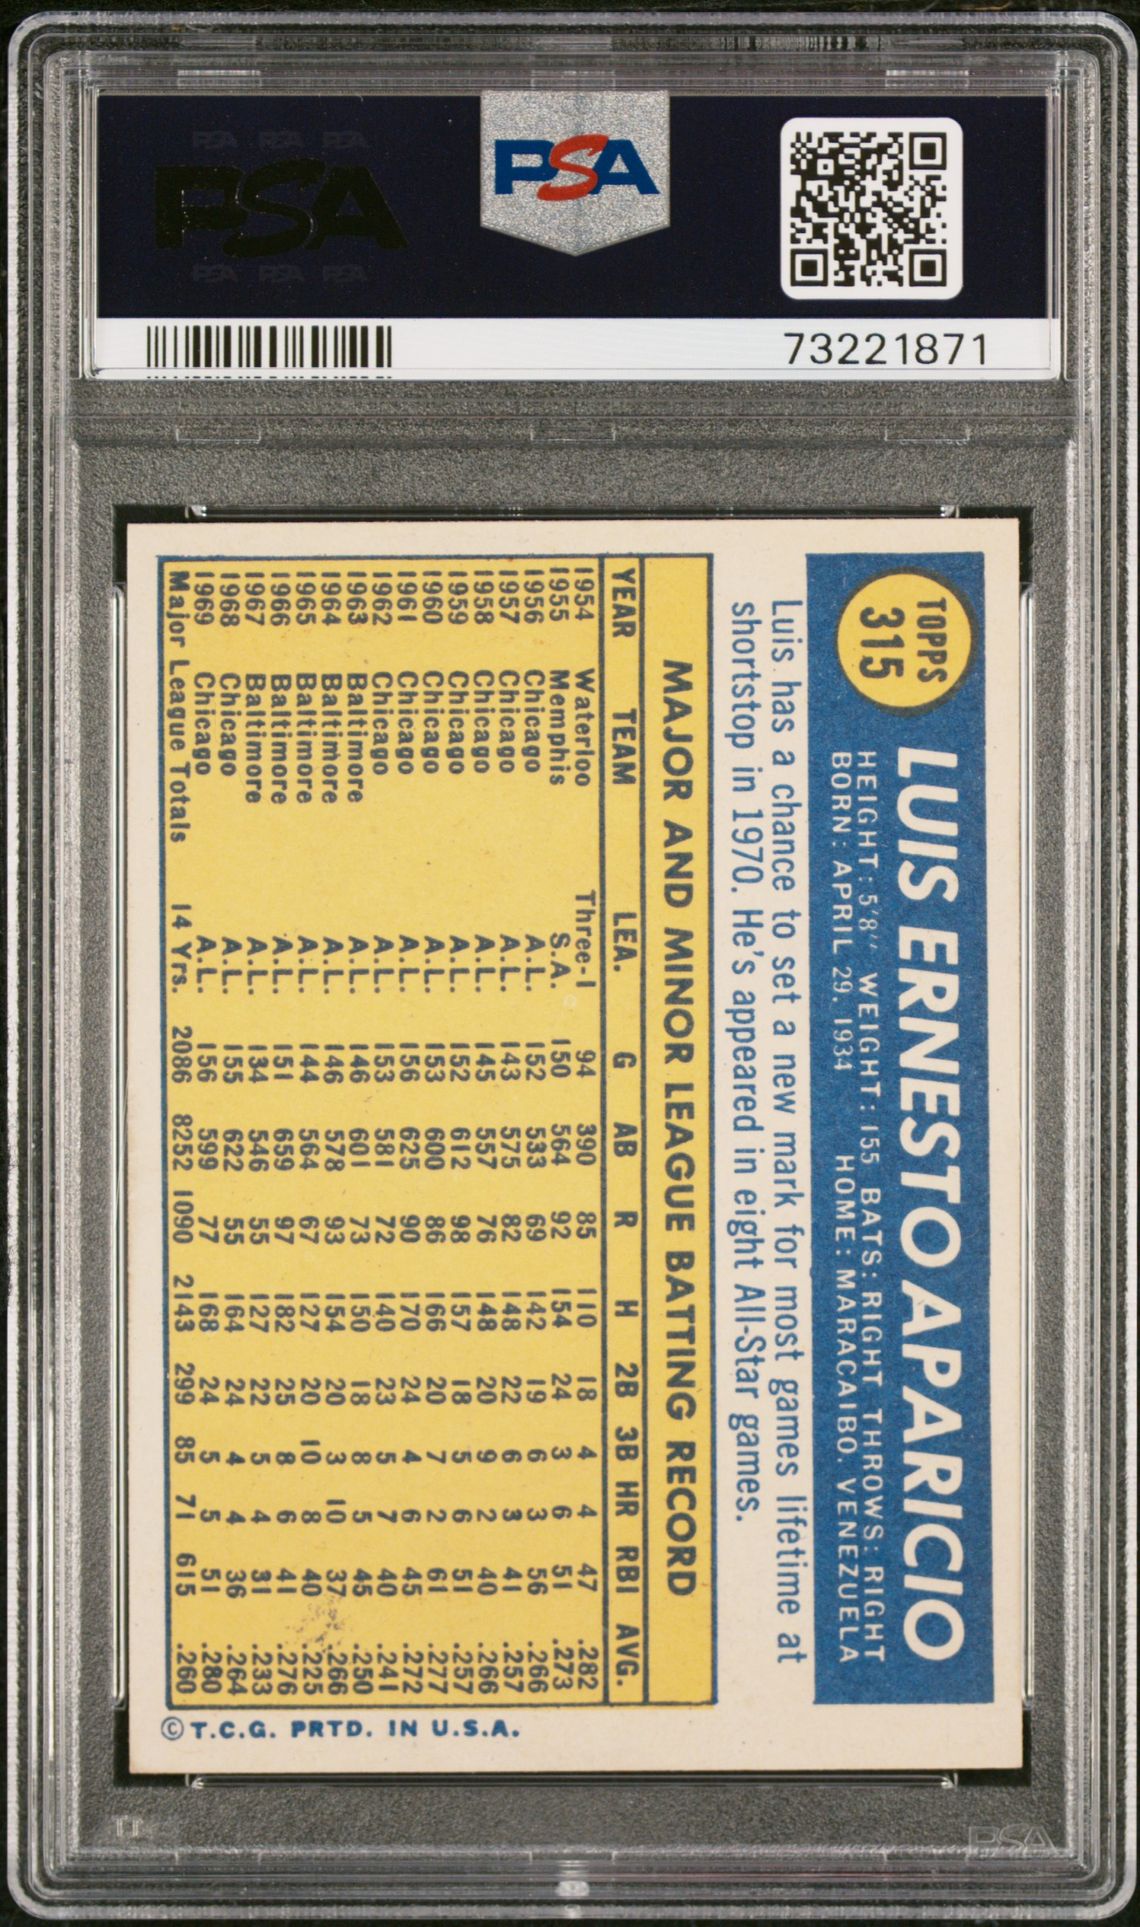 PSA PSA PSA
PSA
PSA PSA PSA
PSA
73221871
TOPPS
315
LUIS ERNESTO APARICIO
HEIGHT: 5'8" WEIGHT: 155 BATS: RIGHT THROWS: RIGHT
BORN: APRIL 29, 1934 HOME: MARACAIBO, VENEZUELA
Luis has a chance to set a new mark for most games lifetime at
shortstop in 1970. He's appeared in eight All-Star games.
MAJOR AND MINOR LEAGUE BATTING RECORD
YEAR TEAM LEA. G AB R H 2B 3B HR RBI AVG.
1954 Waterloo Three-I 94 390 85 110 18 4 4 47 .282
1955 Memphis S.A. 150 564 92 154 24 3 6 51 .273
1956 Chicago A.L. 152 533 69 142 19 6 3 56 .266
1957 Chicago A.L. 143 575 82 148 22 6 3 41 .257
1958 Chicago A.L. 145 557 76 148 20 9 2 40 .266
1959 Chicago A.L. 152 612 98 157 18 5 6 51 .257
1960 Chicago A.L. 153 600 86 166 20 7 2 61 .277
1961 Chicago A.L. 156 625 90 170 24 4 6 45 .272
1962 Chicago A.L. 153 581 72 140 23 5 7 40 .241
1963 Baltimore A.L. 146 601 73 150 18 8 5 45 .250
1964 Baltimore A.L. 146 578 93 154 20 3 10 37 .266
1965 Baltimore A.L. 144 564 67 127 20 10 8 40 .225
1966 Baltimore A.L. 151 659 97 182 25 8 6 41 .276
1967 Baltimore A.L. 134 546 55 127 22 5 4 31 .233
1968 Chicago A.L. 155 622 55 164 24 4 4 36 .264
1969 Chicago A.L. 156 599 77 168 24 5 5 51 .280
Major League Totals 14 Yrs. 2086 8252 1090 2143 299 85 71 615 .260
© T.C.G. PRTD. IN U.S.A.
TT
PSA